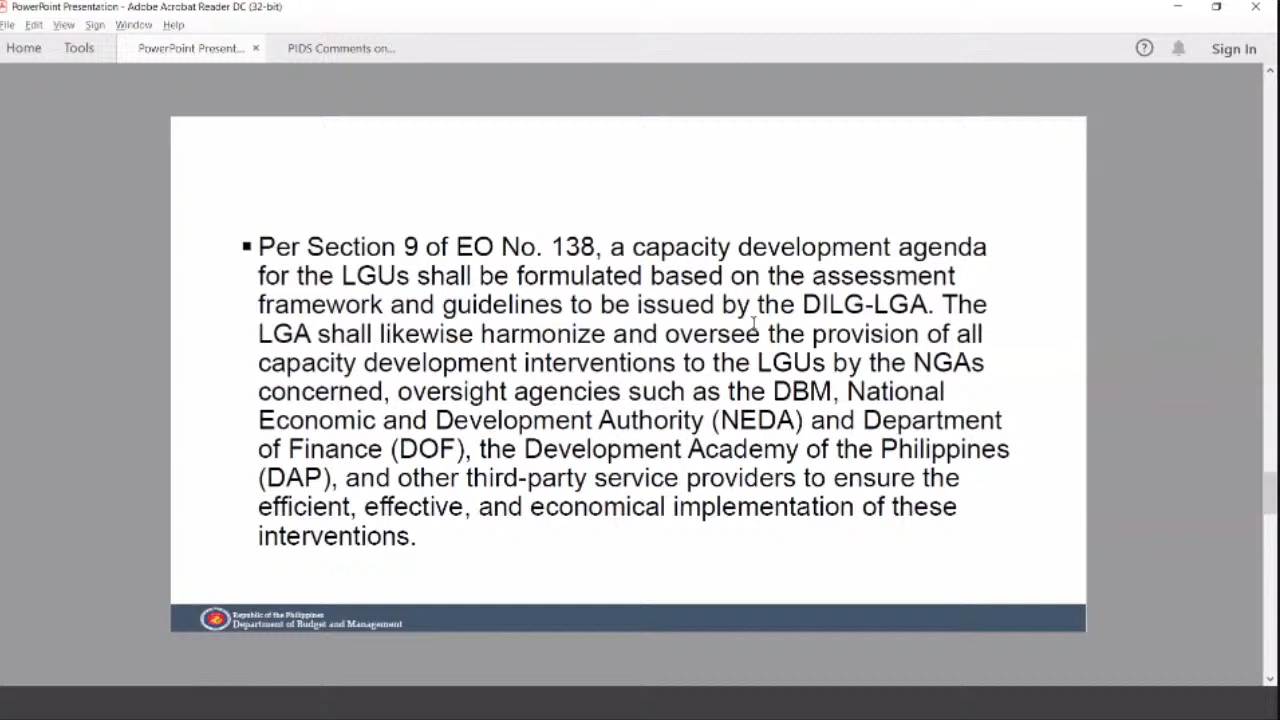 PowerPoint Presentation - Adobe Acrobat Reader DC (32-bit)
File Edit View Sign Window Help
Home Tools PowerPoint Present... × PIDS Comments on... Sign In
▪ Per Section 9 of EO No. 138, a capacity development agenda
for the LGUs shall be formulated based on the assessment
framework and guidelines to be issued by the DILG-LGA. The
LGA shall likewise harmonize and oversee the provision of all
capacity development interventions to the LGUs by the NGAs
concerned, oversight agencies such as the DBM, National
Economic and Development Authority (NEDA) and Department
of Finance (DOF), the Development Academy of the Philippines
(DAP), and other third-party service providers to ensure the
efficient, effective, and economical implementation of these
interventions.
Republic of the Philippines
Department of Budget and Management